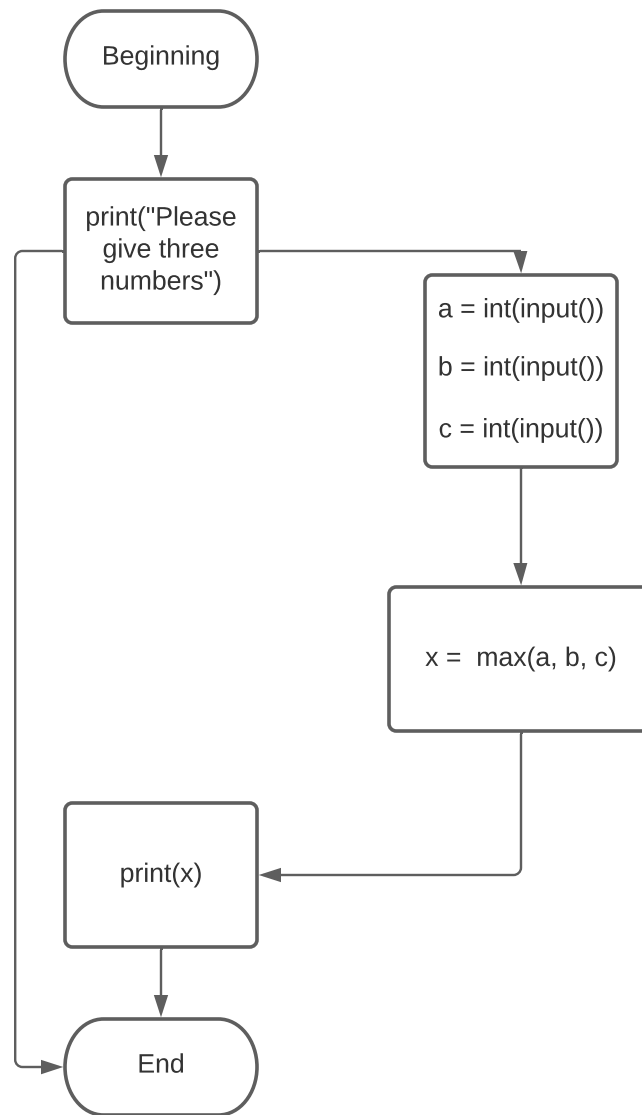 Beginning
print("Please
give three
numbers")
a = int(input())
b = int(input())
c = int(input())
x =  max(a, b, c)
print(x)
End